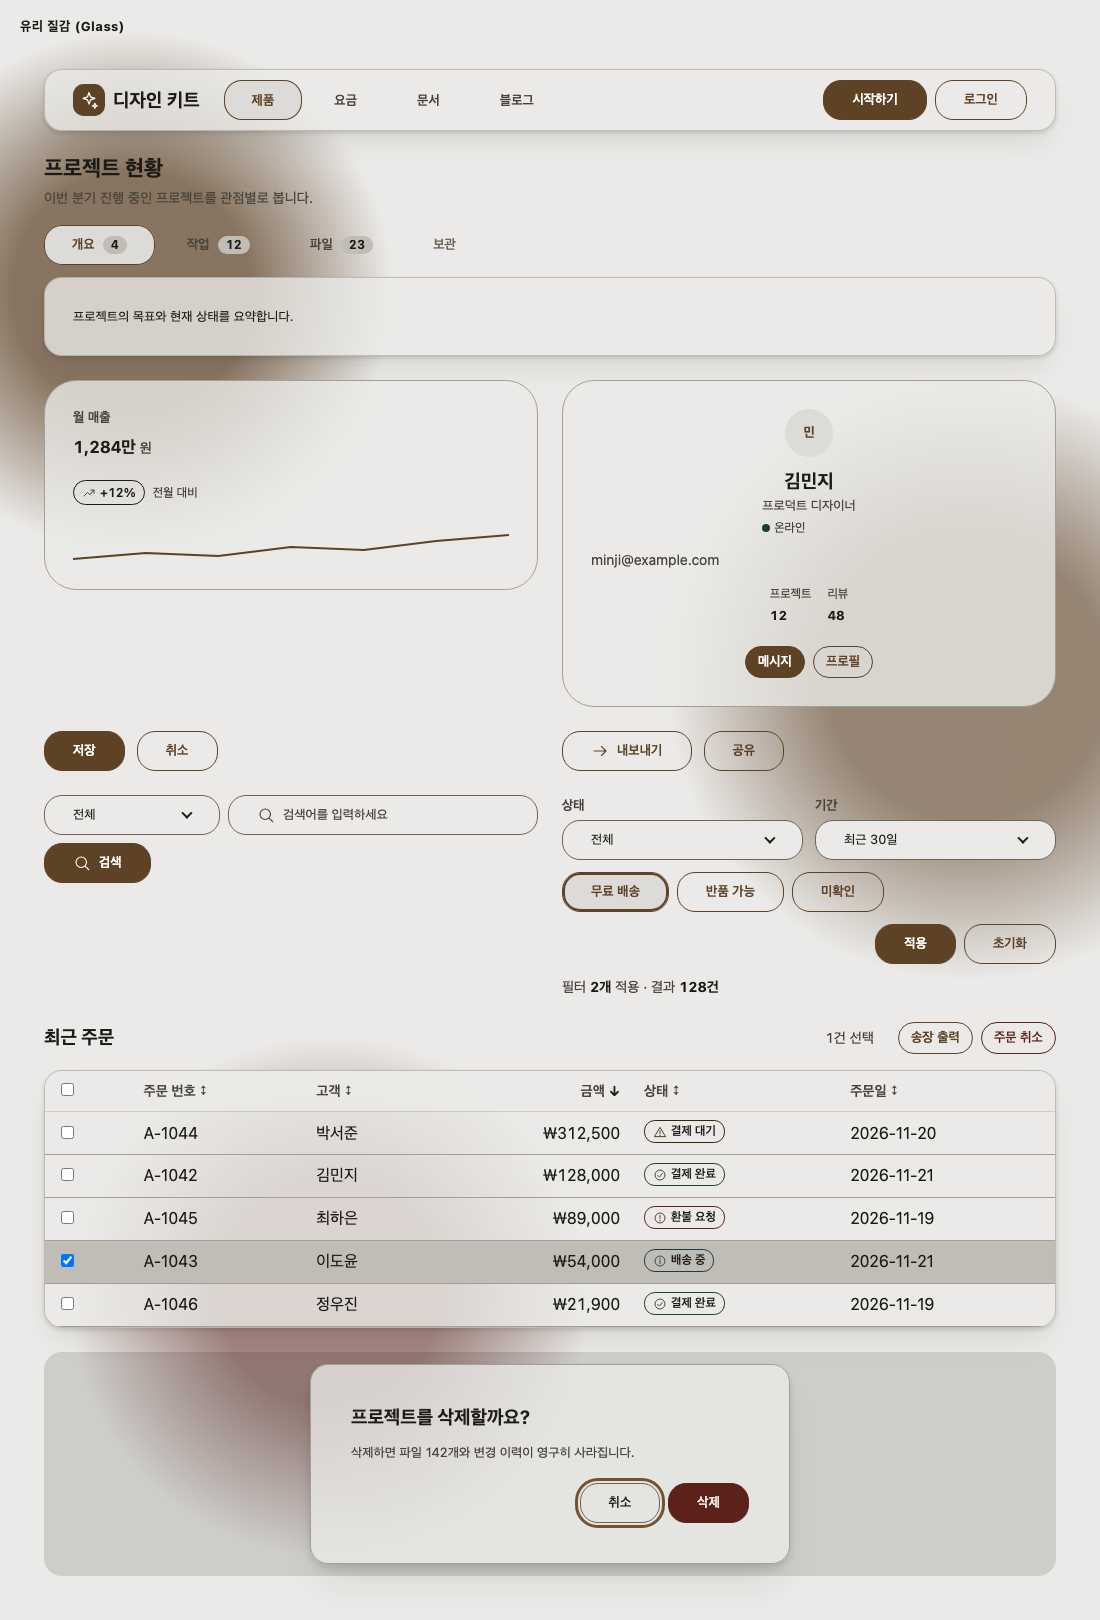 유리 질감 (Glass)
디자인 키트 제품 요금 문서 블로그 시작하기 로그인
프로젝트 현황
이번 분기 진행 중인 프로젝트를 관점별로 봅니다.
개요 4 작업 12 파일 23 보관
프로젝트의 목표와 현재 상태를 요약합니다.
월 매출
1,284만 원
+12% 전월 대비
민
김민지
프로덕트 디자이너
온라인
minji@example.com
프로젝트 리뷰
12 48
메시지 프로필
저장 취소
내보내기 공유
전체 검색어를 입력하세요
검색
상태 기간
전체 최근 30일
무료 배송 반품 가능 미확인
적용 초기화
필터 2개 적용 · 결과 128건
최근 주문 1건 선택 송장 출력 주문 취소
주문 번호 ↕ 고객 ↕ 금액 ↓ 상태 ↕ 주문일 ↕
A-1044 박서준 ₩312,500 결제 대기 2026-11-20
A-1042 김민지 ₩128,000 결제 완료 2026-11-21
A-1045 최하은 ₩89,000 환불 요청 2026-11-19
A-1043 이도윤 ₩54,000 배송 중 2026-11-21
A-1046 정우진 ₩21,900 결제 완료 2026-11-19
프로젝트를 삭제할까요?
삭제하면 파일 142개와 변경 이력이 영구히 사라집니다.
취소 삭제